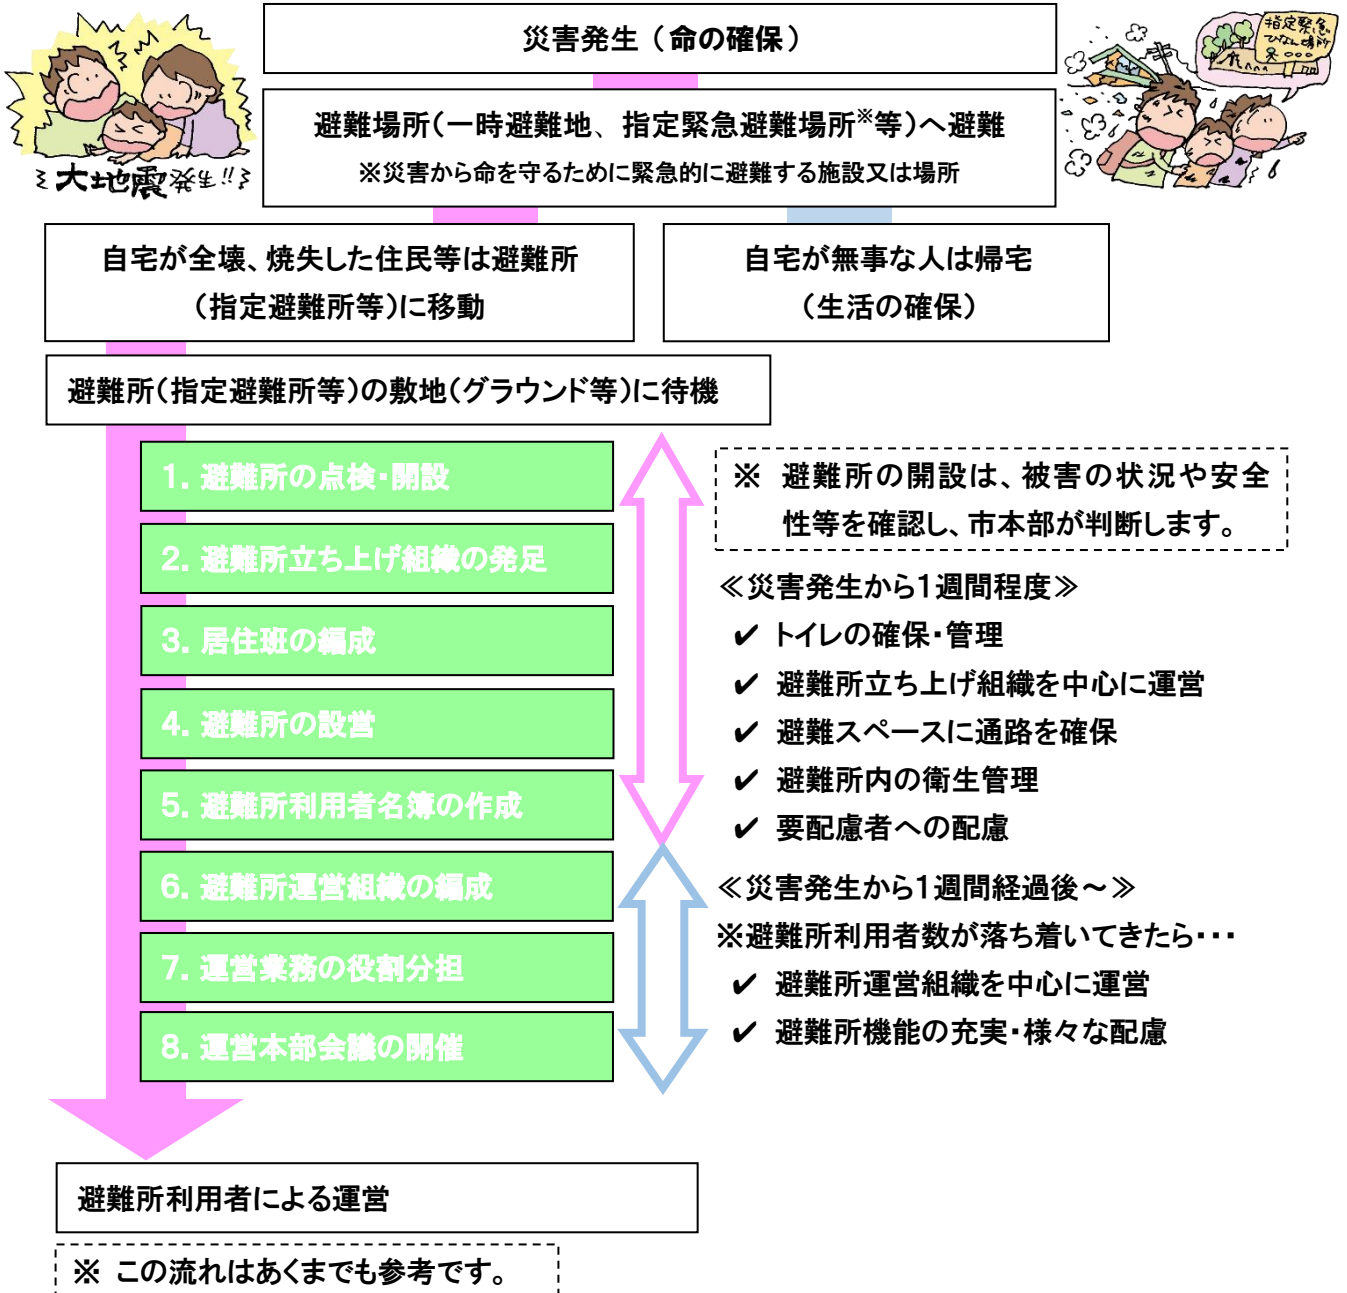 災害発生（命の確保）
避難場所（一時避難地、指定緊急避難場所※等）へ避難
※災害から命を守るために緊急的に避難する施設又は場所
大地震発生!!
指定緊急
ひなん場所
自宅が全壊、焼失した住民等は避難所
（指定避難所等）に移動
自宅が無事な人は帰宅
（生活の確保）
避難所（指定避難所等）の敷地（グラウンド等）に待機
1．避難所の点検・開設
2．避難所立ち上げ組織の発足
3．居住班の編成
4．避難所の設営
5．避難所利用者名簿の作成
6．避難所運営組織の編成
7．運営業務の役割分担
8．運営本部会議の開催
※ 避難所の開設は、被害の状況や安全
性等を確認し、市本部が判断します。
≪災害発生から1週間程度≫
✔ トイレの確保・管理
✔ 避難所立ち上げ組織を中心に運営
✔ 避難スペースに通路を確保
✔ 避難所内の衛生管理
✔ 要配慮者への配慮
≪災害発生から1週間経過後～≫
※避難所利用者数が落ち着いてきたら・・・
✔ 避難所運営組織を中心に運営
✔ 避難所機能の充実・様々な配慮
避難所利用者による運営
※ この流れはあくまでも参考です。